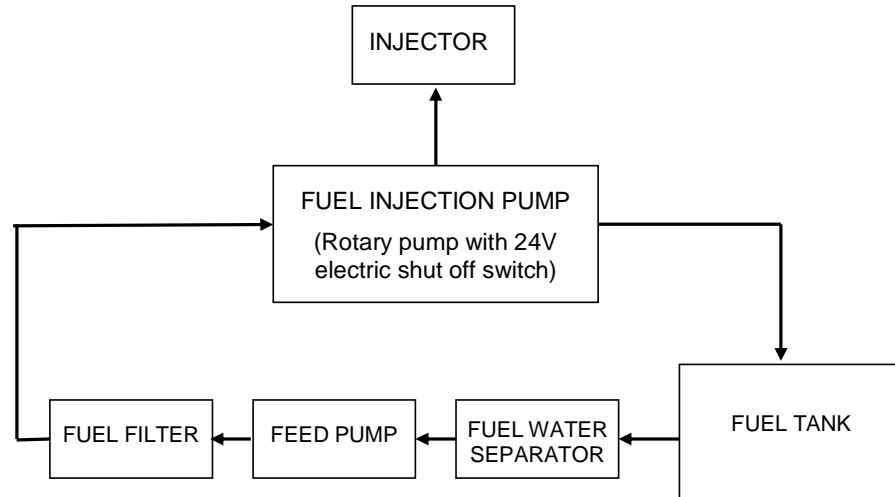 INJECTOR
FUEL INJECTION PUMP
(Rotary pump with 24V
electric shut off switch)
FUEL FILTER
FEED PUMP
FUEL WATER
SEPARATOR
FUEL TANK